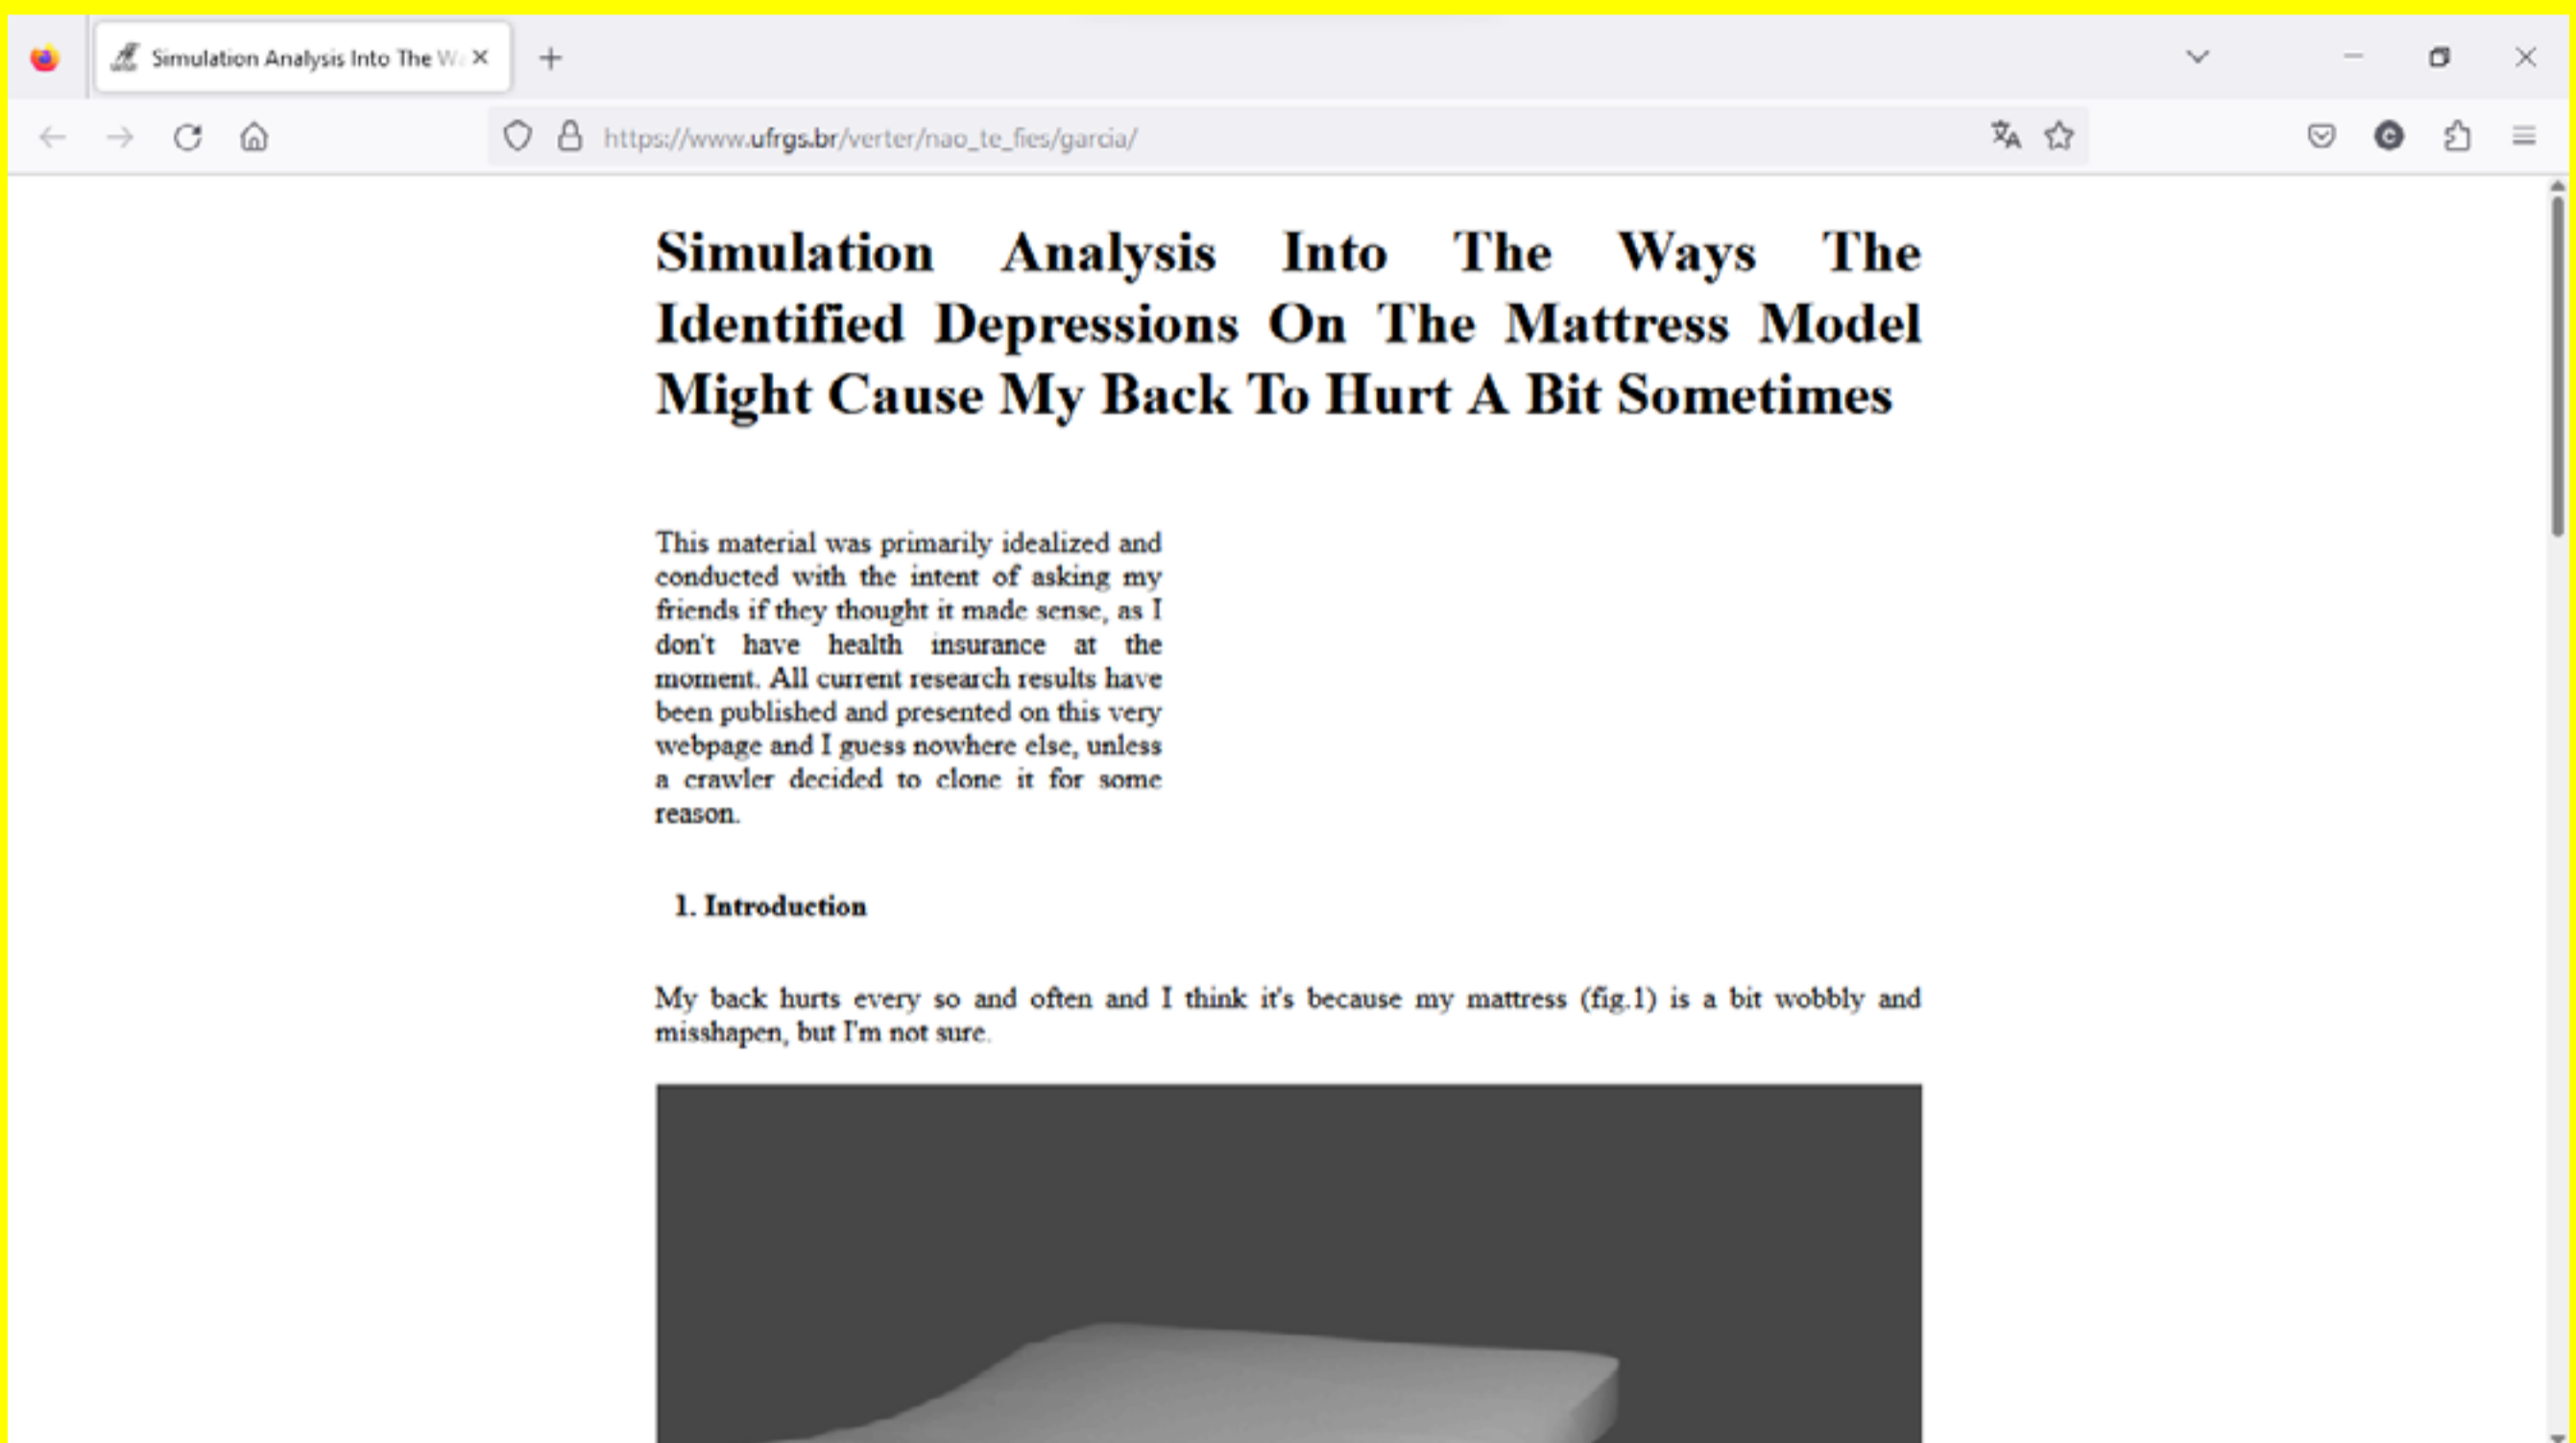 Simulation Analysis Into The Wa
https://www.ufrgs.br/verter/nao_te_fies/garcia/
Simulation Analysis Into The Ways The
Identified Depressions On The Mattress Model
Might Cause My Back To Hurt A Bit Sometimes
This material was primarily idealized and
conducted with the intent of asking my
friends if they thought it made sense, as I
don't have health insurance at the
moment. All current research results have
been published and presented on this very
webpage and I guess nowhere else, unless
a crawler decided to clone it for some
reason.
1. Introduction
My back hurts every so and often and I think it's because my mattress (fig.1) is a bit wobbly and
misshapen, but I'm not sure.